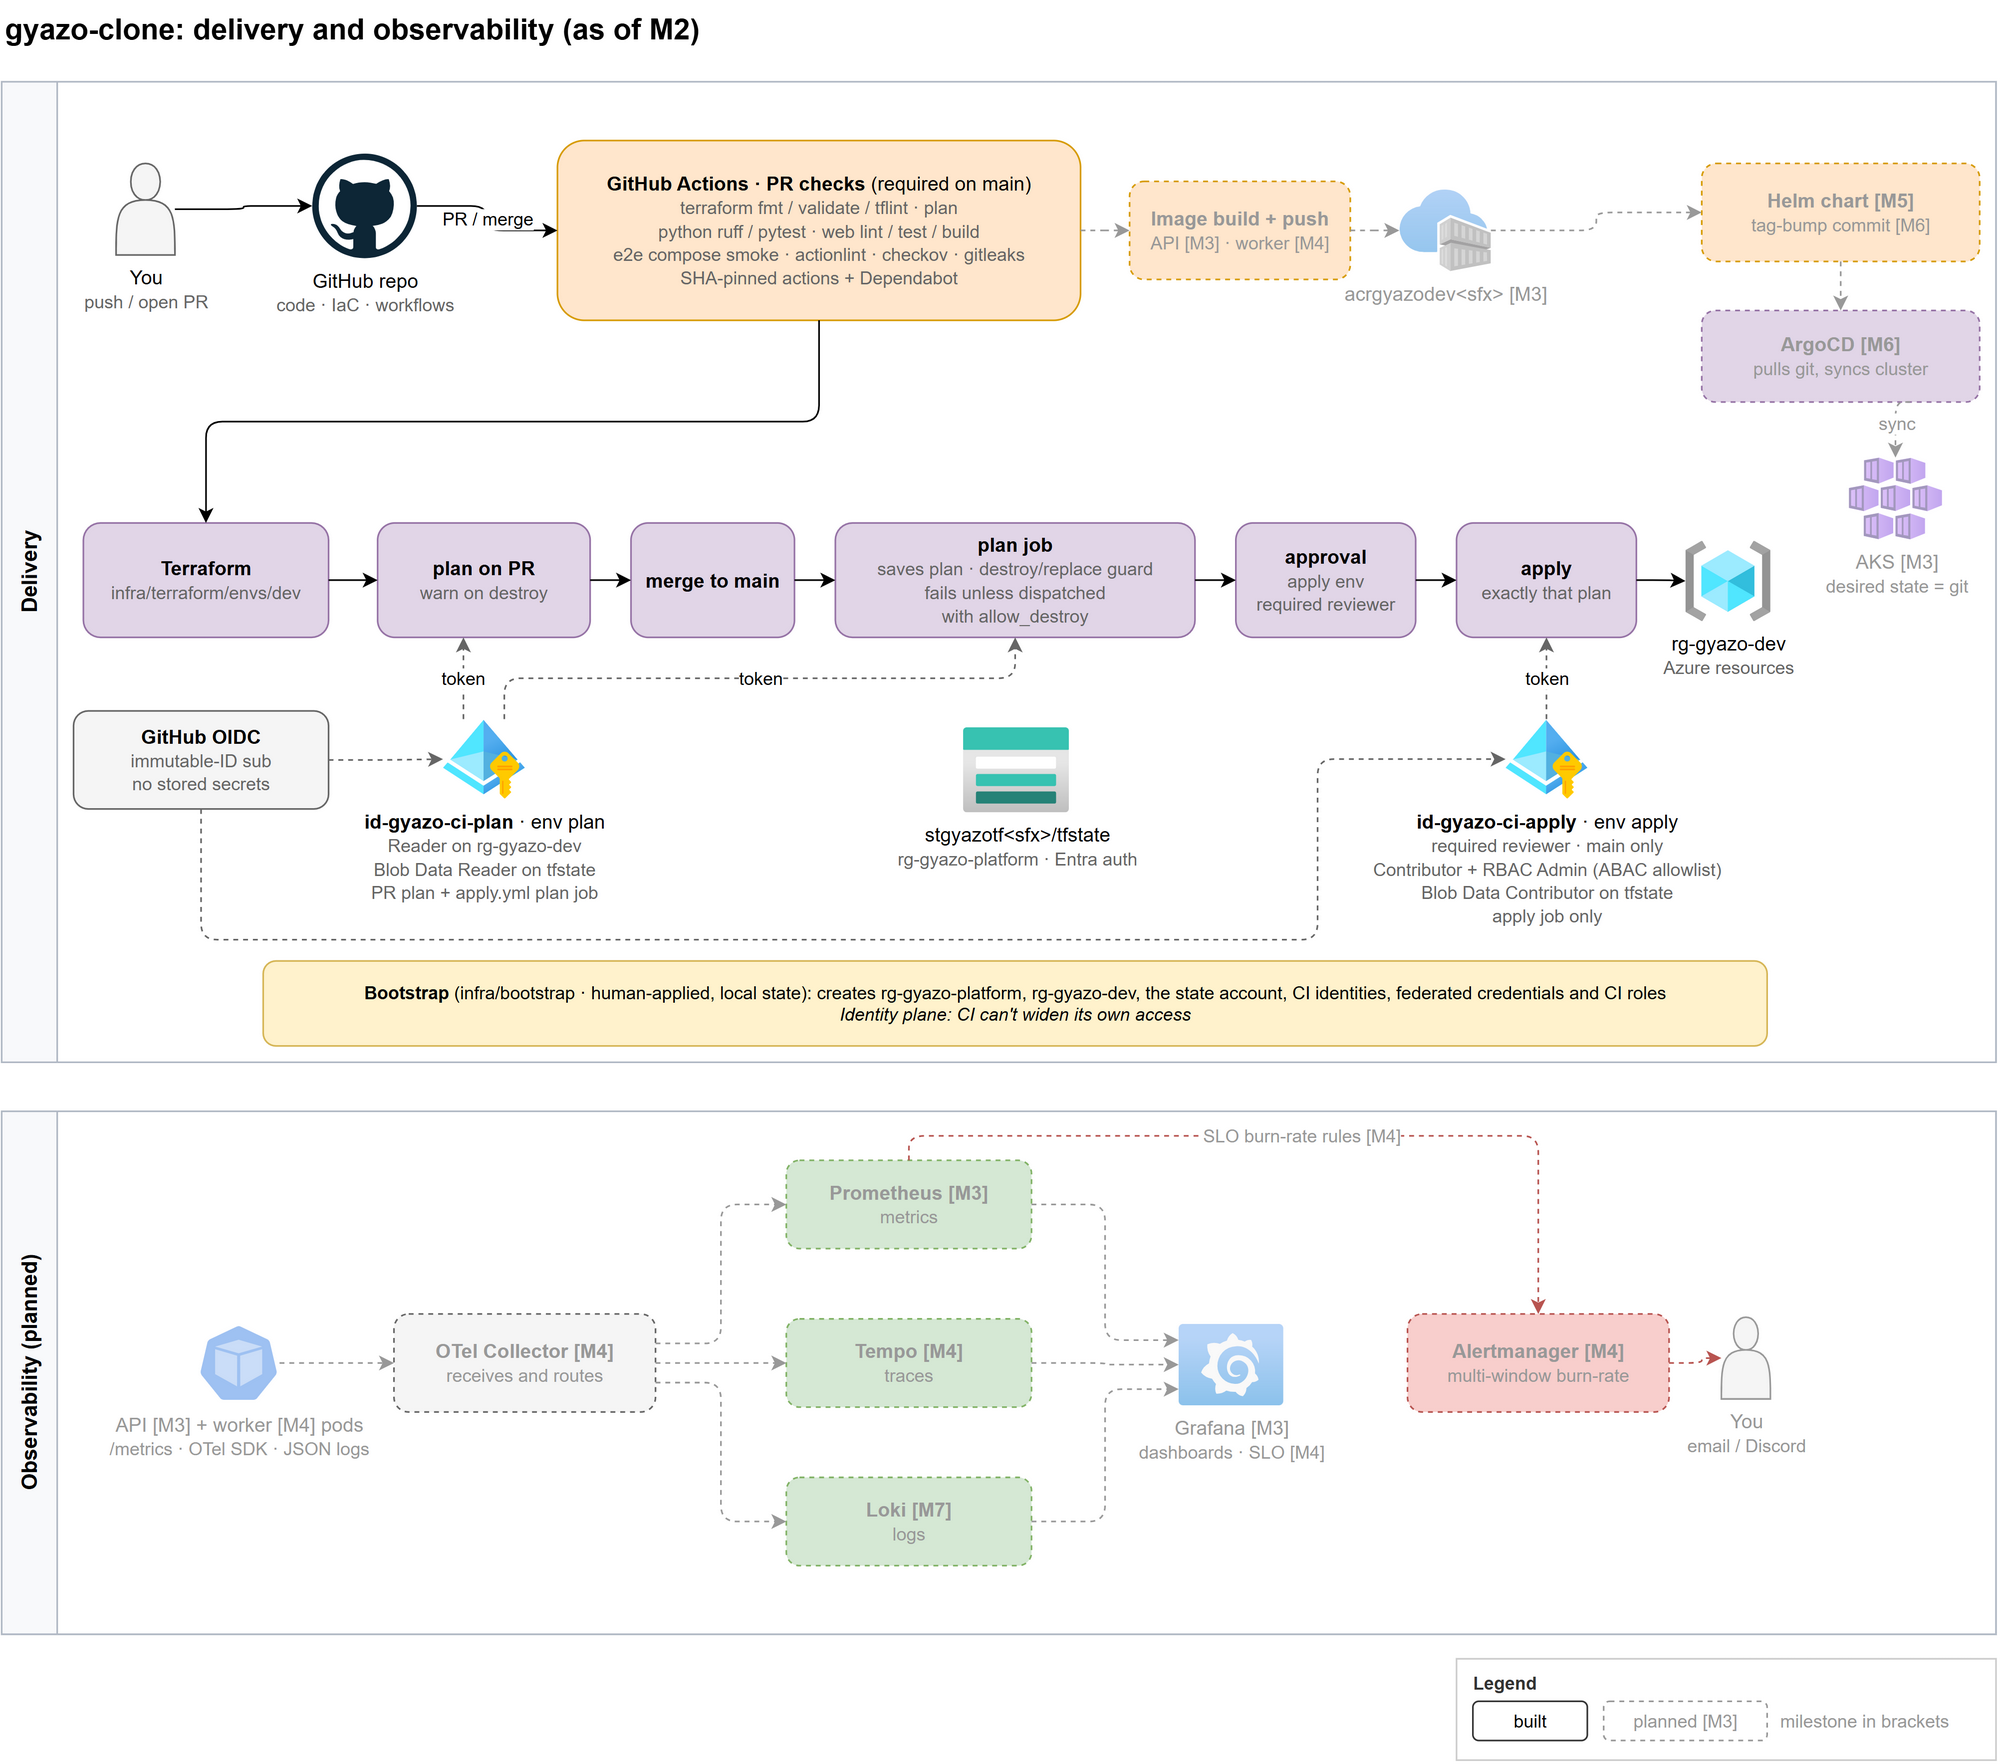 gyazo-clone: delivery and observability (as of M2)
Delivery
You
push / open PR
GitHub repo
code · IaC · workflows
PR / merge
GitHub Actions · PR checks (required on main)
terraform fmt / validate / tflint · plan
python ruff / pytest · web lint / test / build
e2e compose smoke · actionlint · checkov · gitleaks
SHA-pinned actions + Dependabot
Image build + push
API [M3] · worker [M4]
acrgyazodev<sfx> [M3]
Helm chart [M5]
tag-bump commit [M6]
ArgoCD [M6]
pulls git, syncs cluster
sync
AKS [M3]
desired state = git
Terraform
infra/terraform/envs/dev
plan on PR
warn on destroy
merge to main
plan job
saves plan · destroy/replace guard
fails unless dispatched
with allow_destroy
approval
apply env
required reviewer
apply
exactly that plan
rg-gyazo-dev
Azure resources
token
token
token
GitHub OIDC
immutable-ID sub
no stored secrets
id-gyazo-ci-plan · env plan
Reader on rg-gyazo-dev
Blob Data Reader on tfstate
PR plan + apply.yml plan job
stgyazotf<sfx>/tfstate
rg-gyazo-platform · Entra auth
id-gyazo-ci-apply · env apply
required reviewer · main only
Contributor + RBAC Admin (ABAC allowlist)
Blob Data Contributor on tfstate
apply job only
Bootstrap (infra/bootstrap · human-applied, local state): creates rg-gyazo-platform, rg-gyazo-dev, the state account, CI identities, federated credentials and CI roles
Identity plane: CI can't widen its own access
Observability (planned)
SLO burn-rate rules [M4]
Prometheus [M3]
metrics
API [M3] + worker [M4] pods
/metrics · OTel SDK · JSON logs
OTel Collector [M4]
receives and routes
Tempo [M4]
traces
Grafana [M3]
dashboards · SLO [M4]
Alertmanager [M4]
multi-window burn-rate
You
email / Discord
Loki [M7]
logs
Legend
built
planned [M3]
milestone in brackets